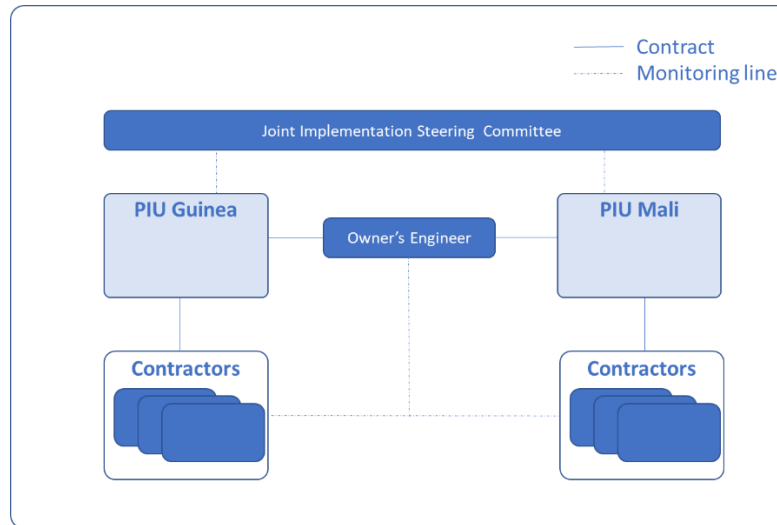 Contract
Monitoring line
Joint Implementation Steering Committee
PIU Guinea
PIU Mali
Owner's Engineer
Contractors
Contractors